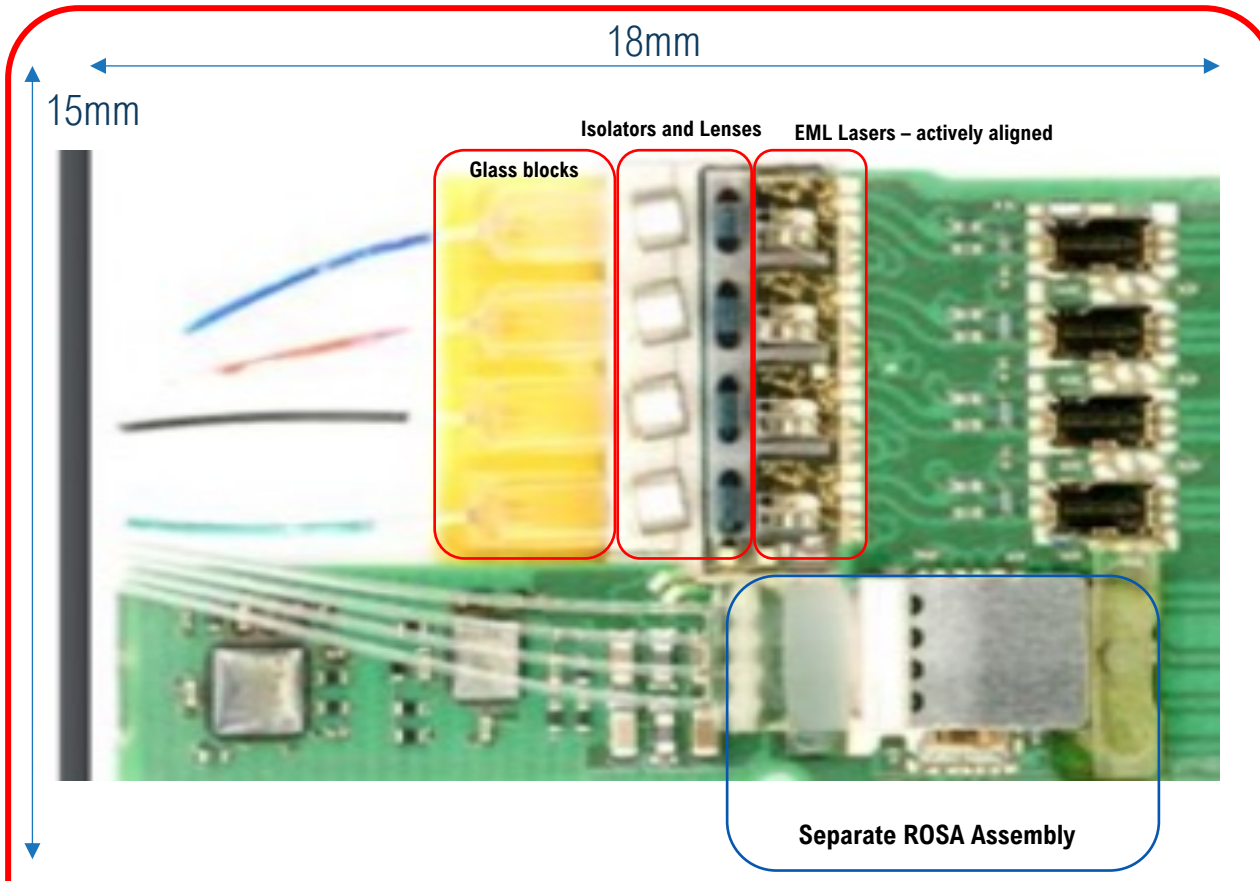 18mm
15mm
Isolators and Lenses
EML Lasers – actively aligned
Glass blocks
Separate ROSA Assembly